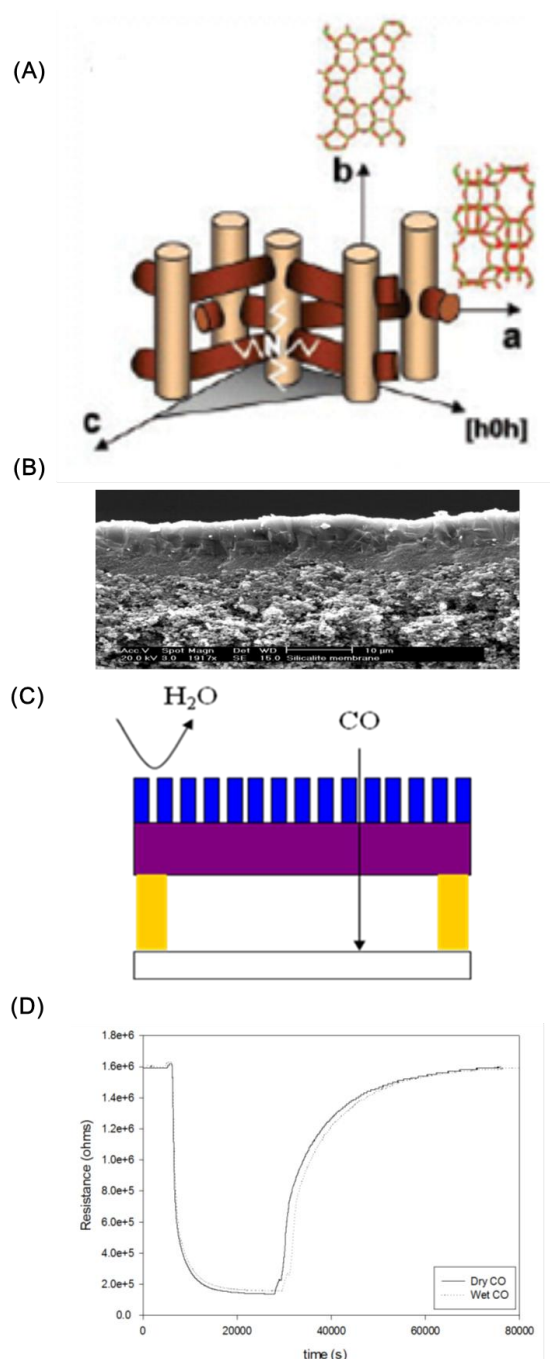 (A)
b
a
c
N
[h0h]
(B)
Acc.V Spot Magn Det WD 10 μm
20.0 kV 3.0 1917x SE 15.0 Silicalite membrane
(C)
H₂O
CO
(D)
1.8e+6
1.6e+6
1.4e+6
1.2e+6
1.0e+6
8.0e+5
6.0e+5
4.0e+5
2.0e+5
0.0
Resistance (ohms)
Dry CO
Wet CO
0 20000 40000 60000 80000
time (s)